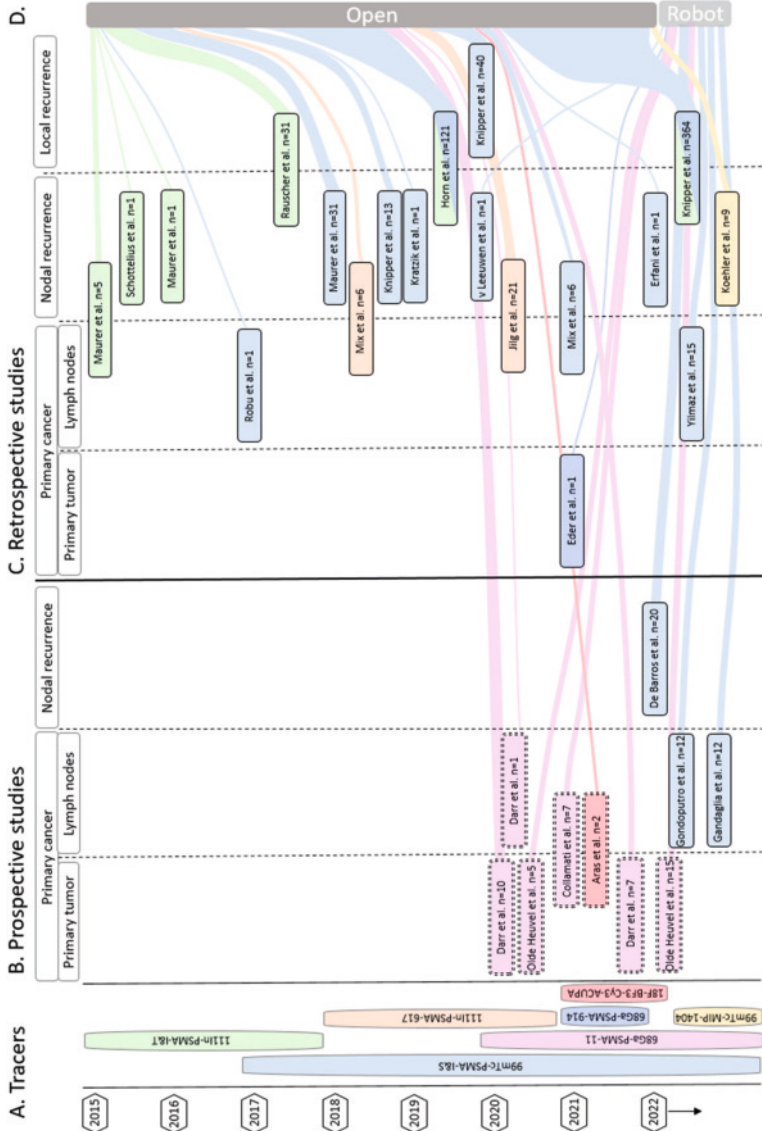 A. Tracers
B. Prospective studies
C. Retrospective studies
D.
Primary cancer
Nodal recurrence
Primary tumor
Lymph nodes
Primary cancer
Nodal recurrence
Local recurrence
Primary tumor
Lymph nodes
Open
Robot
2015
2016
2017
2018
2019
2020
2021
2022
111In-PSMA-I&T
99mTc-PSMA-I&S
111In-PSMA-617
68Ga-PSMA-11
68Ga-PSMA-914
18F-BF3-Cy3-ACUPA
99mTc-MIP-1404
Darr et al. n=10
Darr et al. n=1
Olde Heuvel et al. n=5
Collamati et al. n=7
Aras et al. n=2
Darr et al. n=7
Olde Heuvel et al. n=15
De Barros et al. n=20
Gondoputro et al. n=12
Gandaglia et al. n=12
Maurer et al. n=5
Schottelius et al. n=1
Maurer et al. n=1
Robu et al. n=1
Rauscher et al. n=31
Maurer et al. n=31
Mix et al. n=6
Knipper et al. n=13
Kratzik et al. n=1
Horn et al. n=121
Knipper et al. n=40
v Leeuwen et al. n=1
Jilg et al. n=21
Eder et al. n=1
Mix et al. n=6
Erfani et al. n=1
Knipper et al. n=364
Yilmaz et al. n=15
Koehler et al. n=9